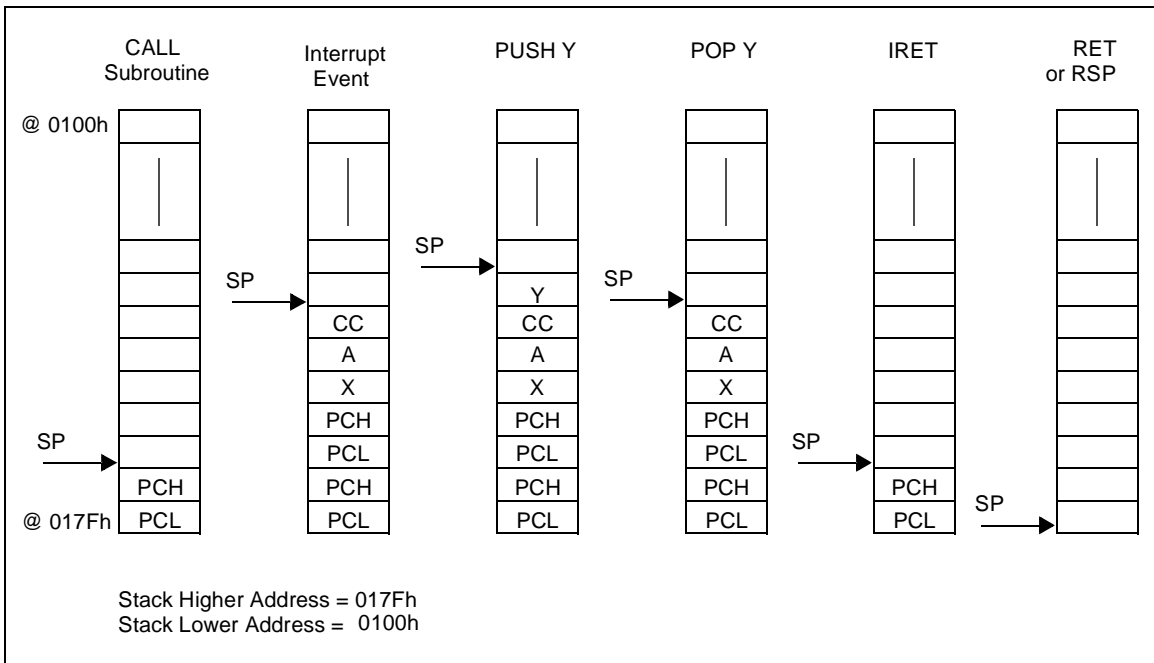 CALL
Subroutine
Interrupt
Event
PUSH Y
POP Y
IRET
RET
or RSP
@ 0100h
SP
SP
Y
SP
CC
CC
CC
A
A
A
X
X
X
PCH
PCH
PCH
SP
PCL
PCL
PCL
SP
PCH
PCH
PCH
PCH
PCH
@ 017Fh
PCL
PCL
PCL
PCL
PCL
SP
Stack Higher Address = 017Fh
Stack Lower Address = 0100h